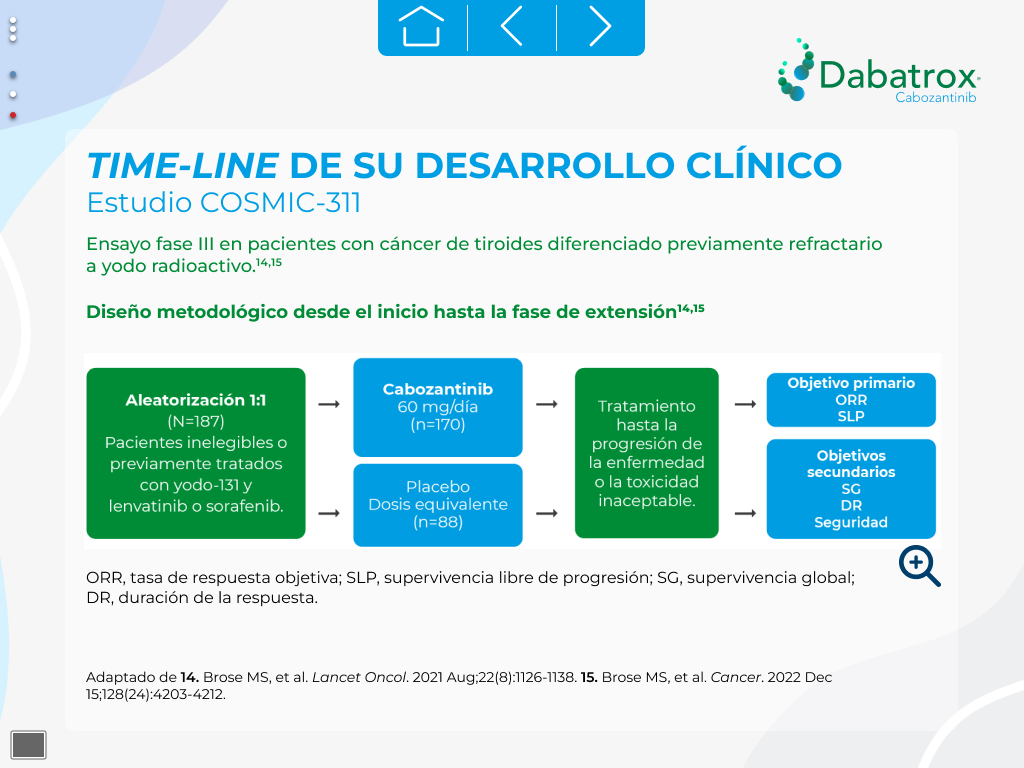 Dabatrox
Cabozantinib
TIME-LINE DE SU DESARROLLO CLÍNICO
Estudio COSMIC-311
Ensayo fase III en pacientes con cáncer de tiroides diferenciado previamente refractario
a yodo radioactivo.¹⁴,¹⁵
Diseño metodológico desde el inicio hasta la fase de extensión¹⁴,¹⁵
Aleatorización 1:1
(N=187)
Pacientes inelegibles o
previamente tratados
con yodo-131 y
lenvatinib o sorafenib.
Cabozantinib
60 mg/día
(n=170)
Placebo
Dosis equivalente
(n=88)
Tratamiento
hasta la
progresión de
la enfermedad
o la toxicidad
inaceptable.
Objetivo primario
ORR
SLP
Objetivos
secundarios
SG
DR
Seguridad
ORR, tasa de respuesta objetiva; SLP, supervivencia libre de progresión; SG, supervivencia global;
DR, duración de la respuesta.
Adaptado de 14. Brose MS, et al. Lancet Oncol. 2021 Aug;22(8):1126-1138. 15. Brose MS, et al. Cancer. 2022 Dec
15;128(24):4203-4212.